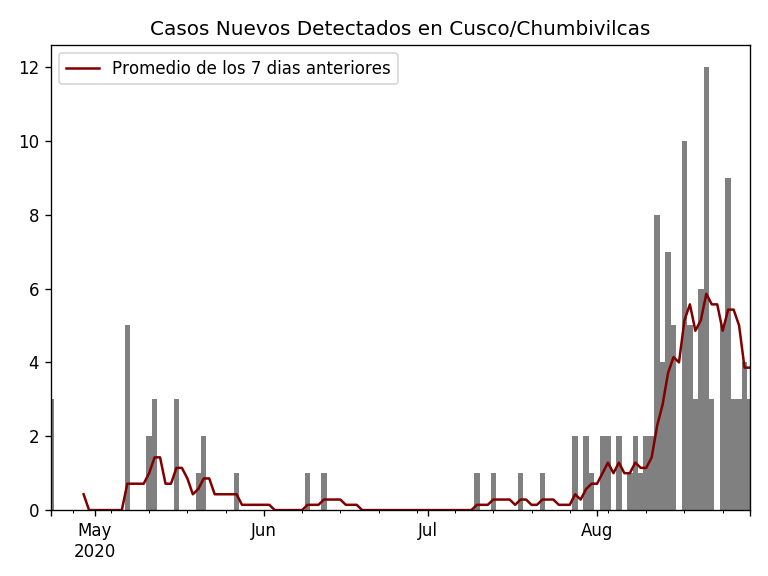 Casos Nuevos Detectados en Cusco/Chumbivilcas
Promedio de los 7 dias anteriores
12
10
8
6
4
2
0
May Jun Jul Aug
2020